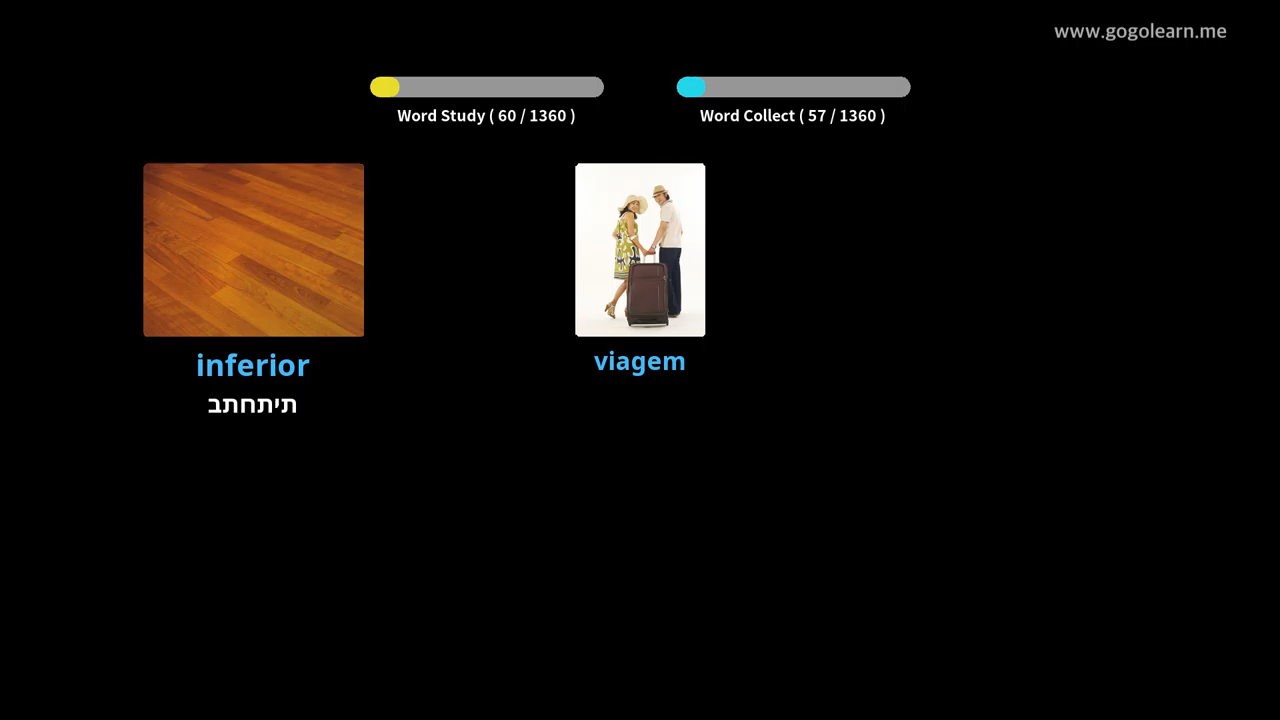 www.gogolearn.me
Word Study ( 60 / 1360 )
Word Collect ( 57 / 1360 )
inferior
תיתחתב
viagem